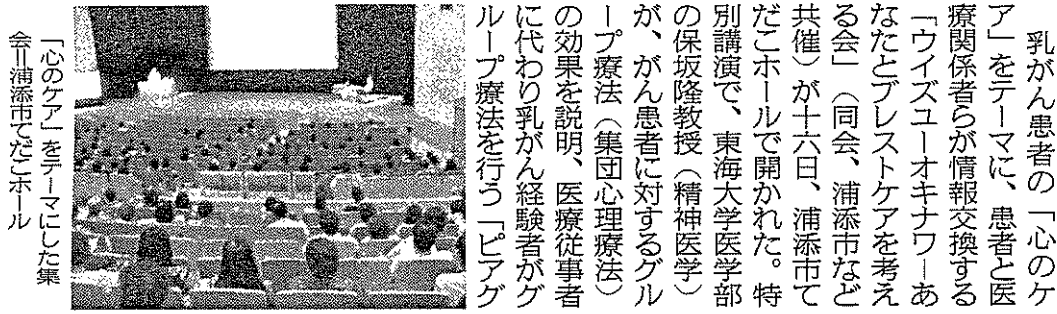 乳がん患者の「心のケ
ア」をテーマに、患者と医
療関係者らが情報交換する
「ウイズユーオキナワーあ
なたとブレストケアを考え
る会」（同会、浦添市など
共催）が十六日、浦添市て
だこホールで開かれた。特
別講演で、東海大学医学部
の保坂隆教授（精神医学）
が、がん患者に対するグル
ープ療法（集団心理療法）
の効果を説明、医療従事者
に代わり乳がん経験者がグ
ループ療法を行う「ピアグ
「心のケア」をテーマにした集
会＝浦添市てだこホール